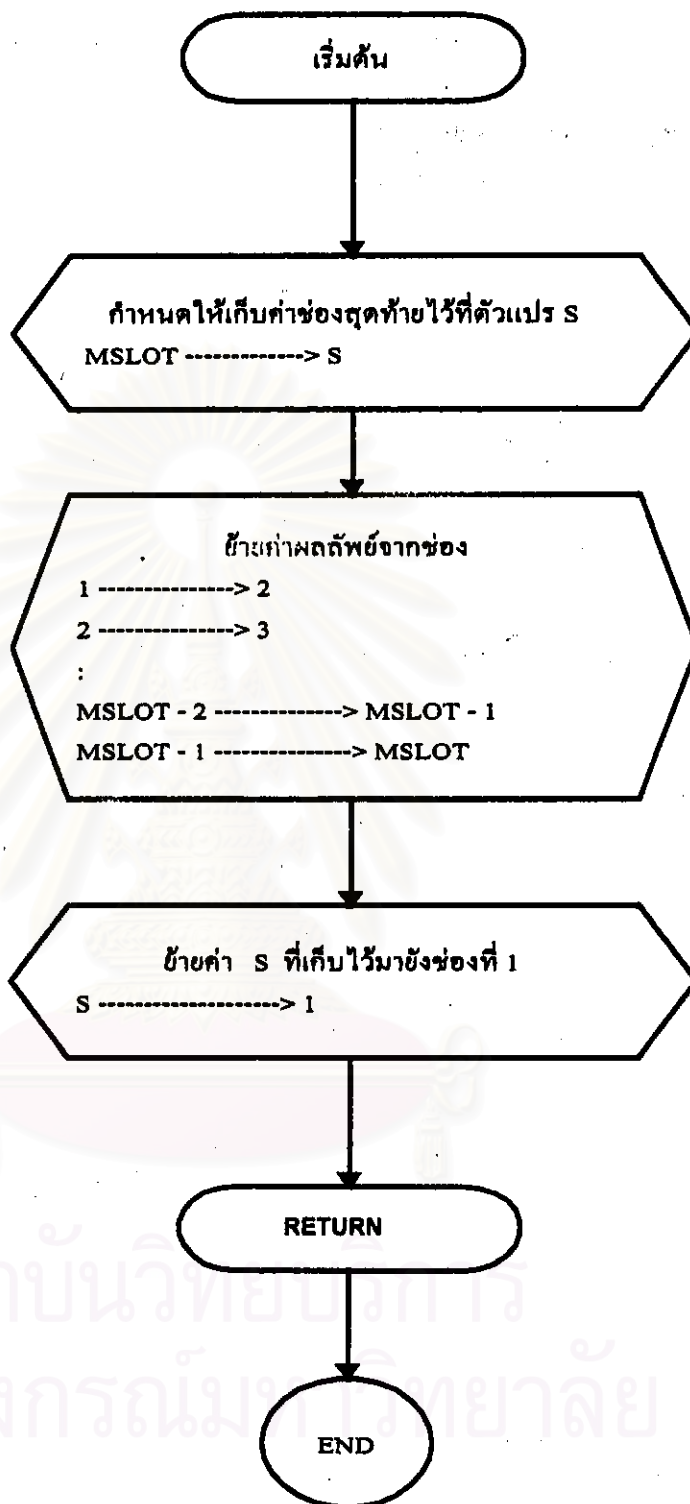 เริ่มต้น
กำหนดให้เก็บค่าช่องสุดท้ายไว้ที่ตัวแปร S
MSLOT -------------> S
ย้ายค่าผลลัพย์จากช่อง
1 ---------------> 2
2 ---------------> 3
:
MSLOT - 2 --------------> MSLOT - 1
MSLOT - 1 ---------------> MSLOT
ย้ายค่า S ที่เก็บไว้มายังช่องที่ 1
S --------------------> 1
RETURN
END